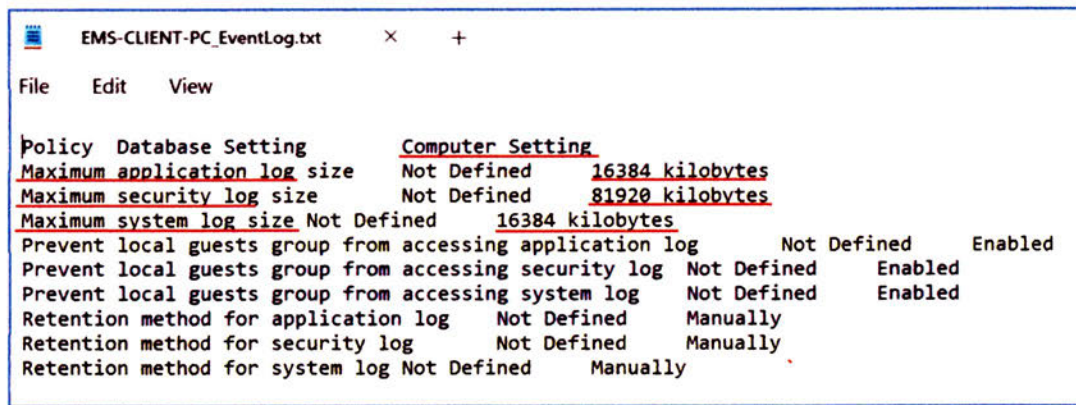 EMS-CLIENT-PC_EventLog.txt × +
File Edit View
Policy Database Setting Computer Setting
Maximum application log size Not Defined 16384 kilobytes
Maximum security log size Not Defined 81920 kilobytes
Maximum system log size Not Defined 16384 kilobytes
Prevent local guests group from accessing application log Not Defined Enabled
Prevent local guests group from accessing security log Not Defined Enabled
Prevent local guests group from accessing system log Not Defined Enabled
Retention method for application log Not Defined Manually
Retention method for security log Not Defined Manually
Retention method for system log Not Defined Manually